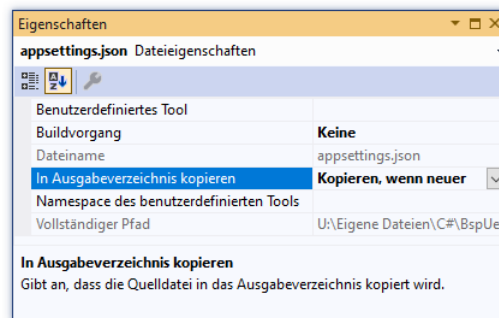 Eigenschaften
appsettings.json Dateieigenschaften
Benutzerdefiniertes Tool
Buildvorgang Keine
Dateiname appsettings.json
In Ausgabeverzeichnis kopieren Kopieren, wenn neuer
Namespace des benutzerdefinierten Tools
Vollständiger Pfad U:\Eigene Dateien\C#\BspUe
In Ausgabeverzeichnis kopieren
Gibt an, dass die Quelldatei in das Ausgabeverzeichnis kopiert wird.